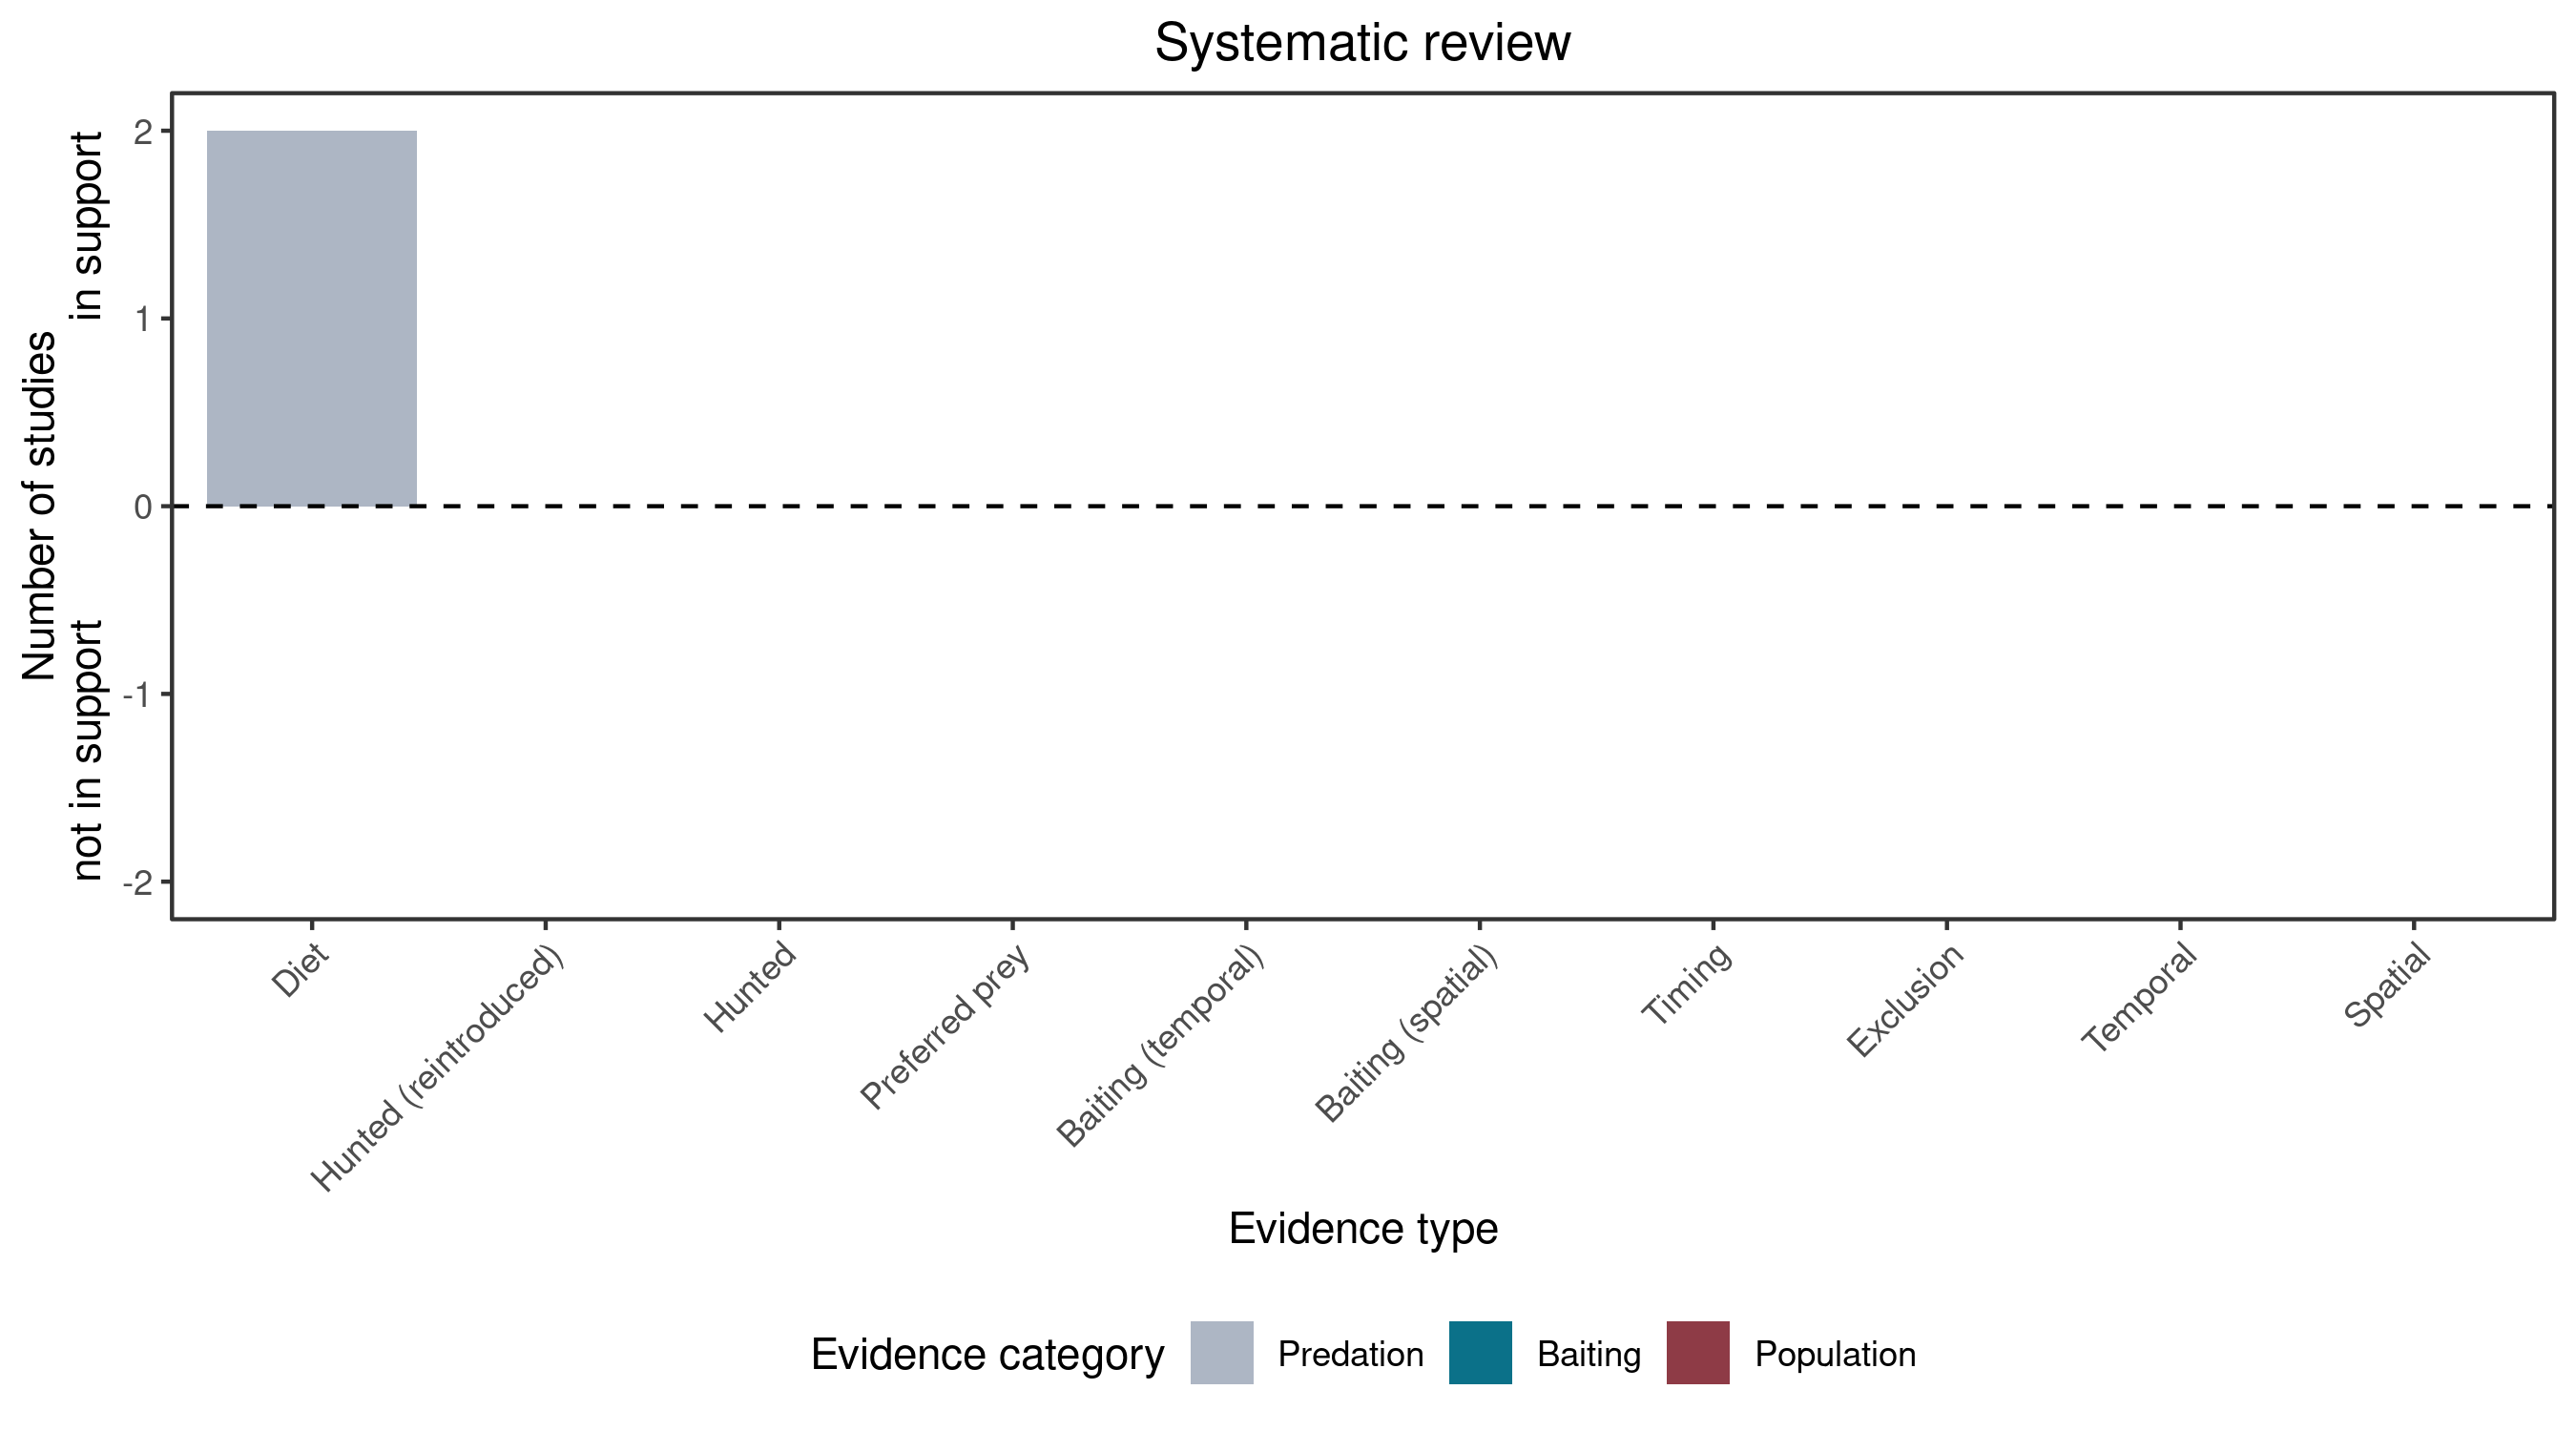 Systematic review
Number of studies
not in support in support
2
1
0
-1
-2
Diet
Hunted (reintroduced)
Hunted
Preferred prey
Baiting (temporal)
Baiting (spatial)
Timing
Exclusion
Temporal
Spatial
Evidence type
Evidence category Predation Baiting Population